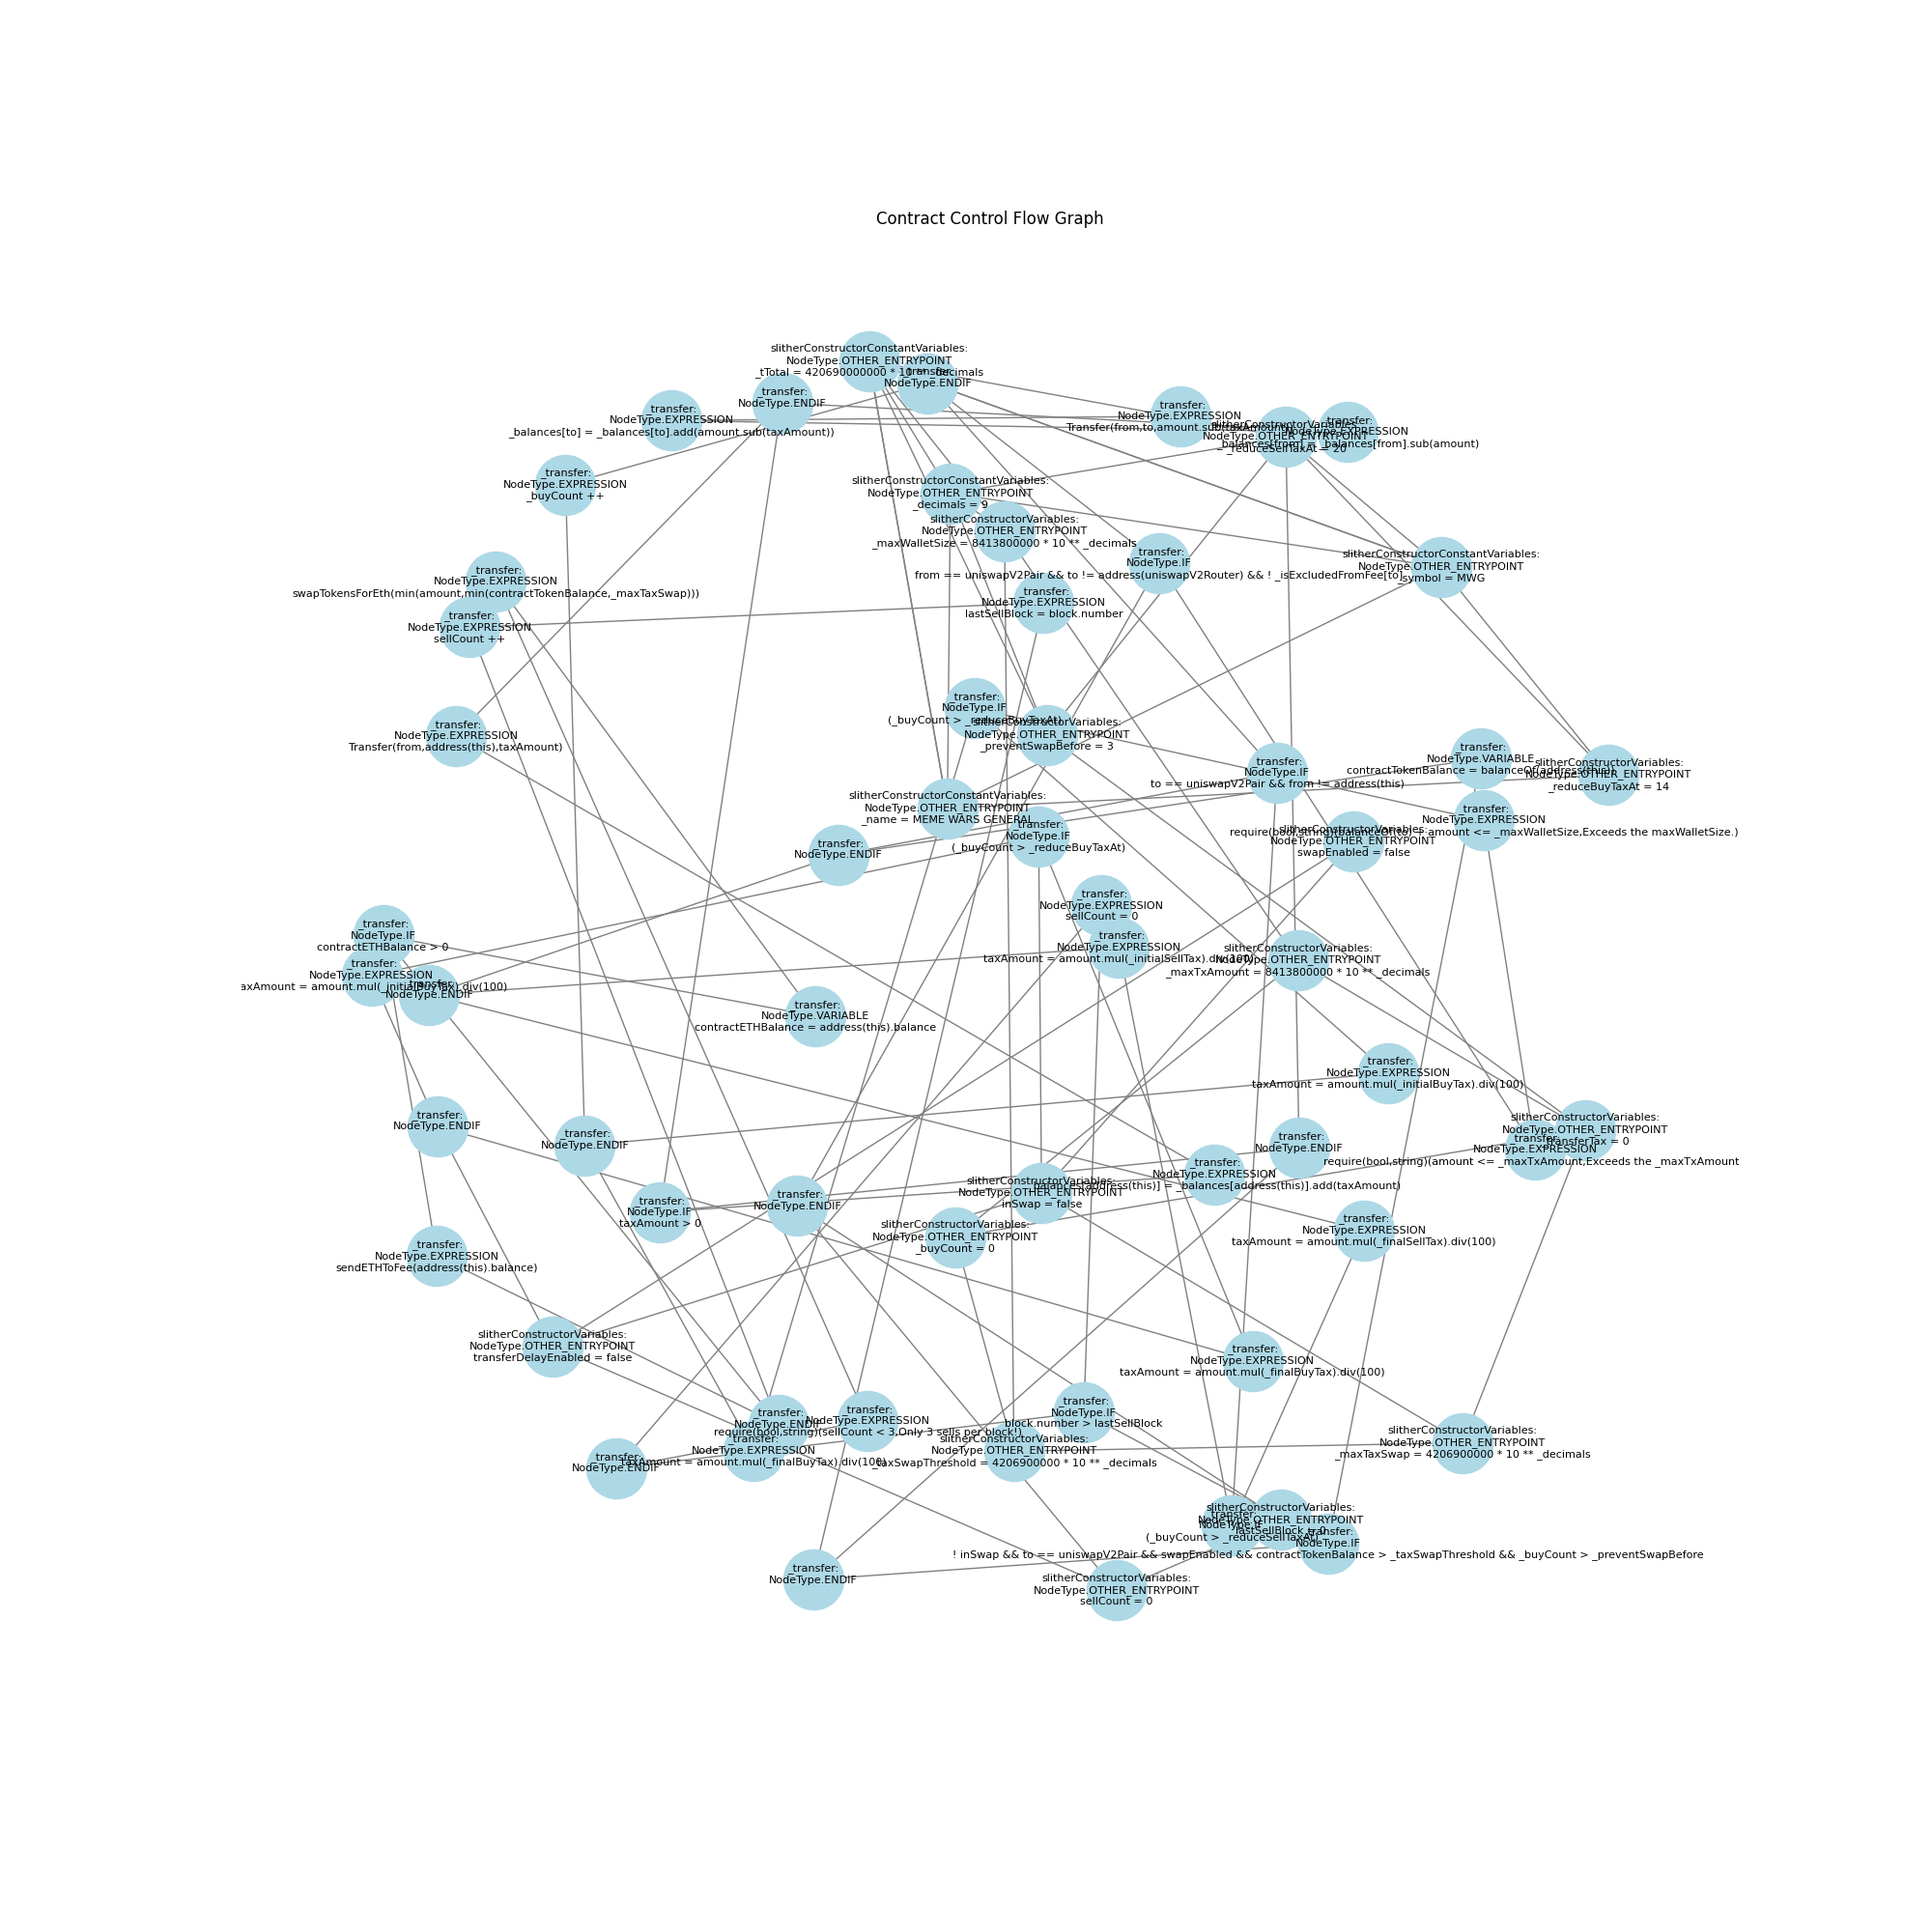 Contract Control Flow Graph
slitherConstructorConstantVariables:
NodeType.OTHER_ENTRYPOINT
_tTotal = 420690000000 * 10 ** _decimals
_transfer:
NodeType.ENDIF
_transfer:
NodeType.ENDIF
_transfer:
NodeType.EXPRESSION
_balances[to] = _balances[to].add(amount.sub(taxAmount))
_transfer:
NodeType.EXPRESSION
Transfer(from,to,amount.sub(taxAmount))
slitherConstructorVariables:
NodeType.OTHER_ENTRYPOINT
_reduceSellTaxAt = 20
_transfer:
NodeType.EXPRESSION
_balances[from] = _balances[from].sub(amount)
_transfer:
NodeType.EXPRESSION
_buyCount ++
slitherConstructorConstantVariables:
NodeType.OTHER_ENTRYPOINT
_decimals = 9
slitherConstructorVariables:
NodeType.OTHER_ENTRYPOINT
_maxWalletSize = 8413800000 * 10 ** _decimals
_transfer:
NodeType.IF
from == uniswapV2Pair && to != address(uniswapV2Router) && ! _isExcludedFromFee[to]
slitherConstructorConstantVariables:
NodeType.OTHER_ENTRYPOINT
_symbol = MWG
_transfer:
NodeType.EXPRESSION
swapTokensForEth(min(amount,min(contractTokenBalance,_maxTaxSwap)))
_transfer:
NodeType.EXPRESSION
lastSellBlock = block.number
_transfer:
NodeType.EXPRESSION
sellCount ++
_transfer:
NodeType.IF
(_buyCount > _reduceBuyTaxAt)
slitherConstructorVariables:
NodeType.OTHER_ENTRYPOINT
_preventSwapBefore = 3
_transfer:
NodeType.EXPRESSION
Transfer(from,address(this),taxAmount)
_transfer:
NodeType.IF
to == uniswapV2Pair && from != address(this)
_transfer:
NodeType.VARIABLE
contractTokenBalance = balanceOf(address(this))
slitherConstructorVariables:
NodeType.OTHER_ENTRYPOINT
_reduceBuyTaxAt = 14
slitherConstructorConstantVariables:
NodeType.OTHER_ENTRYPOINT
_name = MEME WARS GENERAL
_transfer:
NodeType.IF
(_buyCount > _reduceBuyTaxAt)
_transfer:
NodeType.EXPRESSION
require(bool,string)(balanceOf(to) + amount <= _maxWalletSize,Exceeds the maxWalletSize.)
slitherConstructorVariables:
NodeType.OTHER_ENTRYPOINT
swapEnabled = false
_transfer:
NodeType.ENDIF
_transfer:
NodeType.EXPRESSION
sellCount = 0
_transfer:
NodeType.EXPRESSION
taxAmount = amount.mul(_initialSellTax).div(100)
slitherConstructorVariables:
NodeType.OTHER_ENTRYPOINT
_maxTxAmount = 8413800000 * 10 ** _decimals
_transfer:
NodeType.IF
contractETHBalance > 0
_transfer:
NodeType.EXPRESSION
axAmount = amount.mul(_initialBuyTax).div(100)
_transfer:
NodeType.ENDIF
_transfer:
NodeType.VARIABLE
contractETHBalance = address(this).balance
_transfer:
NodeType.EXPRESSION
taxAmount = amount.mul(_initialBuyTax).div(100)
_transfer:
NodeType.ENDIF
_transfer:
NodeType.ENDIF
_transfer:
NodeType.ENDIF
slitherConstructorVariables:
NodeType.OTHER_ENTRYPOINT
transferTax = 0
_transfer:
NodeType.EXPRESSION
require(bool,string)(amount <= _maxTxAmount,Exceeds the _maxTxAmount
_transfer:
NodeType.EXPRESSION
_balances[address(this)] = _balances[address(this)].add(taxAmount)
slitherConstructorVariables:
NodeType.OTHER_ENTRYPOINT
inSwap = false
_transfer:
NodeType.ENDIF
_transfer:
NodeType.IF
taxAmount > 0
slitherConstructorVariables:
NodeType.OTHER_ENTRYPOINT
_buyCount = 0
_transfer:
NodeType.EXPRESSION
taxAmount = amount.mul(_finalSellTax).div(100)
_transfer:
NodeType.EXPRESSION
sendETHToFee(address(this).balance)
slitherConstructorVariables:
NodeType.OTHER_ENTRYPOINT
transferDelayEnabled = false
_transfer:
NodeType.EXPRESSION
taxAmount = amount.mul(_finalBuyTax).div(100)
_transfer:
NodeType.ENDIF
_transfer:
NodeType.EXPRESSION
require(bool,string)(sellCount < 3,Only 3 sells per block!)
_transfer:
NodeType.IF
block.number > lastSellBlock
_transfer:
NodeType.EXPRESSION
taxAmount = amount.mul(_finalBuyTax).div(100)
slitherConstructorVariables:
NodeType.OTHER_ENTRYPOINT
_taxSwapThreshold = 4206900000 * 10 ** _decimals
slitherConstructorVariables:
NodeType.OTHER_ENTRYPOINT
_maxTaxSwap = 4206900000 * 10 ** _decimals
_transfer:
NodeType.ENDIF
slitherConstructorVariables:
NodeType.OTHER_ENTRYPOINT
lastSellBlock = 0
_transfer:
NodeType.IF
(_buyCount > _reduceSellTaxAt)
_transfer:
NodeType.IF
! inSwap && to == uniswapV2Pair && swapEnabled && contractTokenBalance > _taxSwapThreshold && _buyCount > _preventSwapBefore
_transfer:
NodeType.ENDIF
slitherConstructorVariables:
NodeType.OTHER_ENTRYPOINT
sellCount = 0